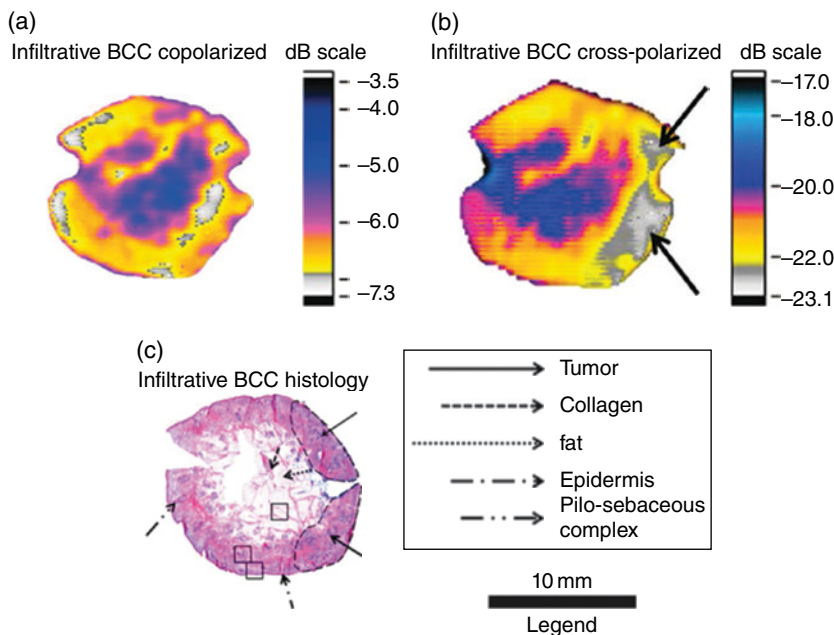 (a)
Infiltrative BCC copolarized
dB scale
–3.5
–4.0
–5.0
–6.0
–7.3
(b)
Infiltrative BCC cross-polarized
dB scale
–17.0
–18.0
–20.0
–22.0
–23.1
(c)
Infiltrative BCC histology
Tumor
Collagen
fat
Epidermis
Pilo-sebaceous
complex
10 mm
Legend